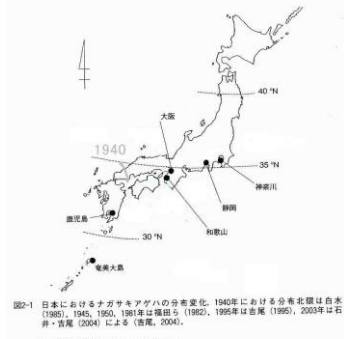 40 °N
大阪
1940
35 °N
神奈川
静岡
鹿児島
和歌山
30 °N
奄美大島
図2-1 日本におけるナガサキアゲハの分布変化．1940年における分布北限は白水
(1985)，1945，1950，1981年は福田ら (1982)，1995年は吉尾 (1995)，2003年は石
井・吉尾 (2004) による (吉尾, 2004)．